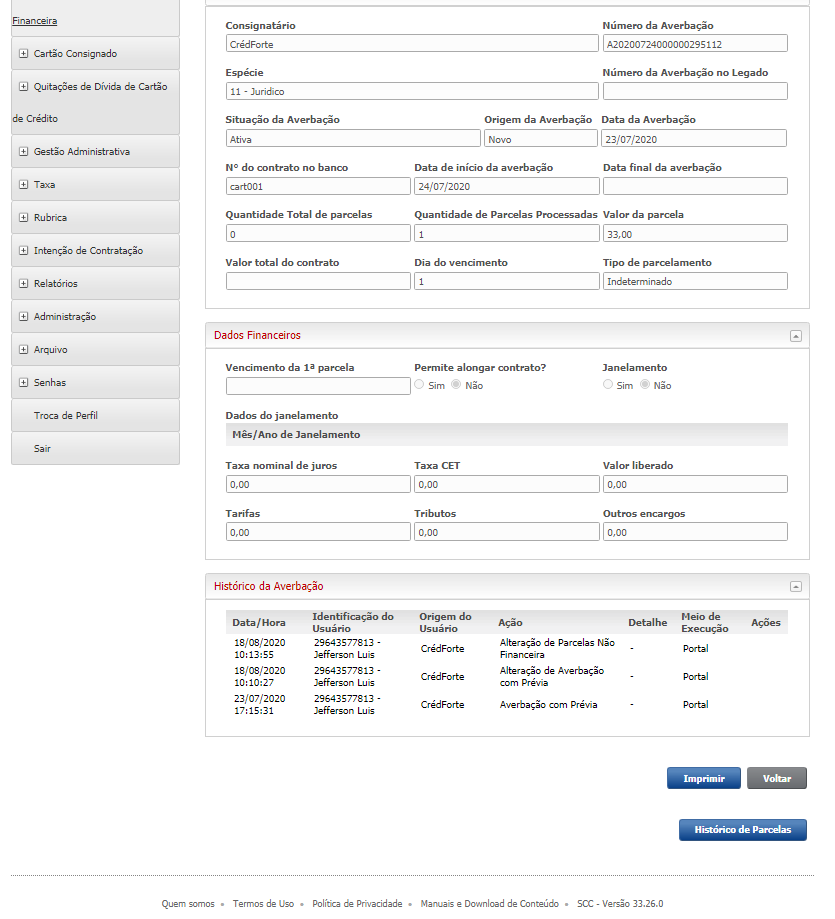 Financeira
Cartão Consignado
Quitações de Dívida de Cartão
de Crédito
Gestão Administrativa
Taxa
Rubrica
Intenção de Contratação
Relatórios
Administração
Arquivo
Senhas
Troca de Perfil
Sair
Consignatário Número da Averbação
CrédForte A20200724000000295112
Espécie Número da Averbação no Legado
11 - Jurídico
Situação da Averbação Origem da Averbação Data da Averbação
Ativa Novo 23/07/2020
Nº do contrato no banco Data de início da averbação Data final da averbação
cart001 24/07/2020
Quantidade Total de parcelas Quantidade de Parcelas Processadas Valor da parcela
0 1 33,00
Valor total do contrato Dia do vencimento Tipo de parcelamento
1 Indeterminado
Dados Financeiros
Vencimento da 1ª parcela Permite alongar contrato? Janelamento
Sim Não Sim Não
Dados do janelamento
Mês/Ano de Janelamento
Taxa nominal de juros Taxa CET Valor liberado
0,00 0,00 0,00
Tarifas Tributos Outros encargos
0,00 0,00 0,00
Histórico da Averbação
Data/Hora Identificação do Usuário Origem do Usuário Ação Detalhe Meio de Execução Ações
18/08/2020 10:13:55 29643577813 - Jefferson Luis CrédForte Alteração de Parcelas Não Financeira - Portal
18/08/2020 10:10:27 29643577813 - Jefferson Luis CrédForte Alteração de Averbação com Prévia - Portal
23/07/2020 17:15:31 29643577813 - Jefferson Luis CrédForte Averbação com Prévia - Portal
Imprimir Voltar
Histórico de Parcelas
Quem somos • Termos de Uso • Política de Privacidade • Manuais e Download de Conteúdo • SCC - Versão 33.26.0